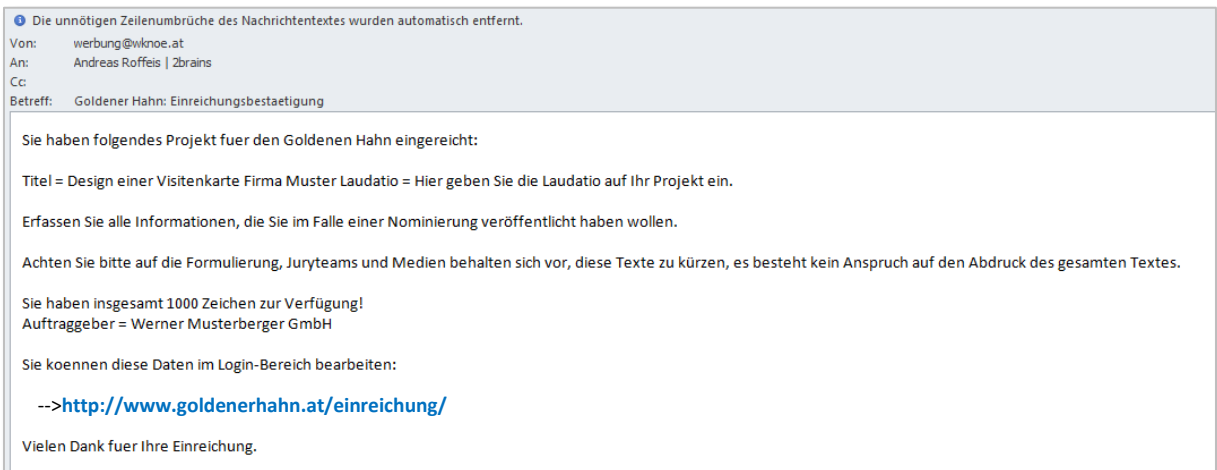 Die unnötigen Zeilenumbrüche des Nachrichtentextes wurden automatisch entfernt.
Von: werbung@wknoe.at
An: Andreas Roffeis | 2brains
Cc:
Betreff: Goldener Hahn: Einreichungsbestaetigung
Sie haben folgendes Projekt fuer den Goldenen Hahn eingereicht:
Titel = Design einer Visitenkarte Firma Muster Laudatio = Hier geben Sie die Laudatio auf Ihr Projekt ein.
Erfassen Sie alle Informationen, die Sie im Falle einer Nominierung veröffentlicht haben wollen.
Achten Sie bitte auf die Formulierung, Juryteams und Medien behalten sich vor, diese Texte zu kürzen, es besteht kein Anspruch auf den Abdruck des gesamten Textes.
Sie haben insgesamt 1000 Zeichen zur Verfügung!
Auftraggeber = Werner Musterberger GmbH
Sie koennen diese Daten im Login-Bereich bearbeiten:
-->http://www.goldenerhahn.at/einreichung/
Vielen Dank fuer Ihre Einreichung.